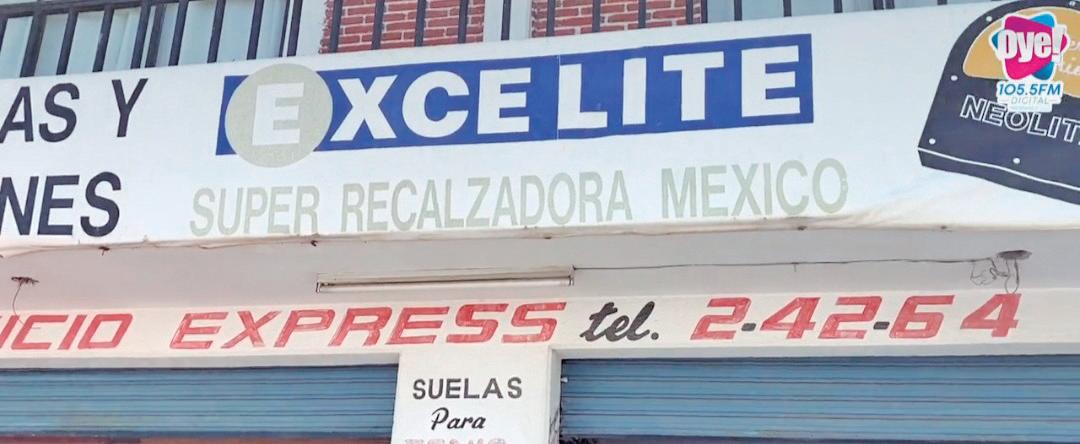 AS Y
NES
EXCELITE
SUPER RECALZADORA MEXICO
NEOLIT
Oye!
105.5FM
DIGITAL
ICIO EXPRESS tel. 2-42-64
SUELAS
Para